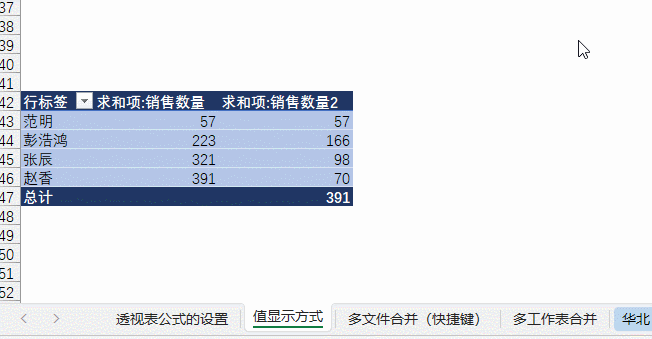 37
38
39
40
41
42 行标签 求和项:销售数量 求和项:销售数量2
43 范明 57 57
44 彭浩鸿 223 166
45 张辰 321 98
46 赵香 391 70
47 总计 391
48
49
50
51
52
透视表公式的设置 值显示方式 多文件合并（快捷键） 多工作表合并 华北